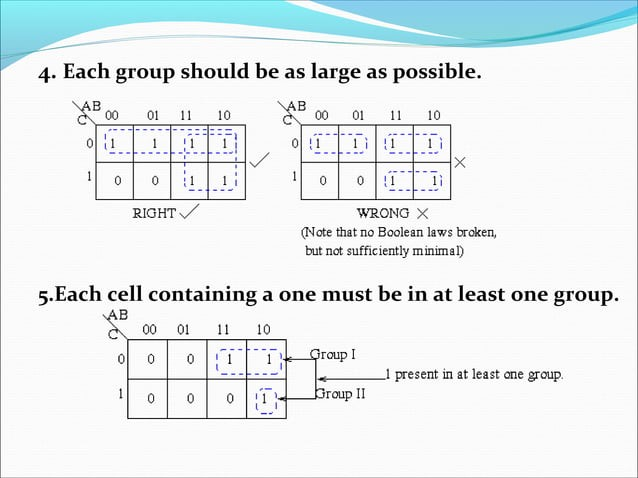 4. Each group should be as large as possible.
AB
C
00 01 11 10
0 1 1 1 1
1 0 0 1 1
RIGHT ✓
✓
AB
C
00 01 11 10
0 1 1 1 1
1 0 0 1 1
×
WRONG ×
(Note that no Boolean laws broken,
but not sufficiently minimal)
5.Each cell containing a one must be in at least one group.
AB
C
00 01 11 10
0 0 0 1 1
1 0 0 0 1
Group I
1 present in at least one group.
Group II